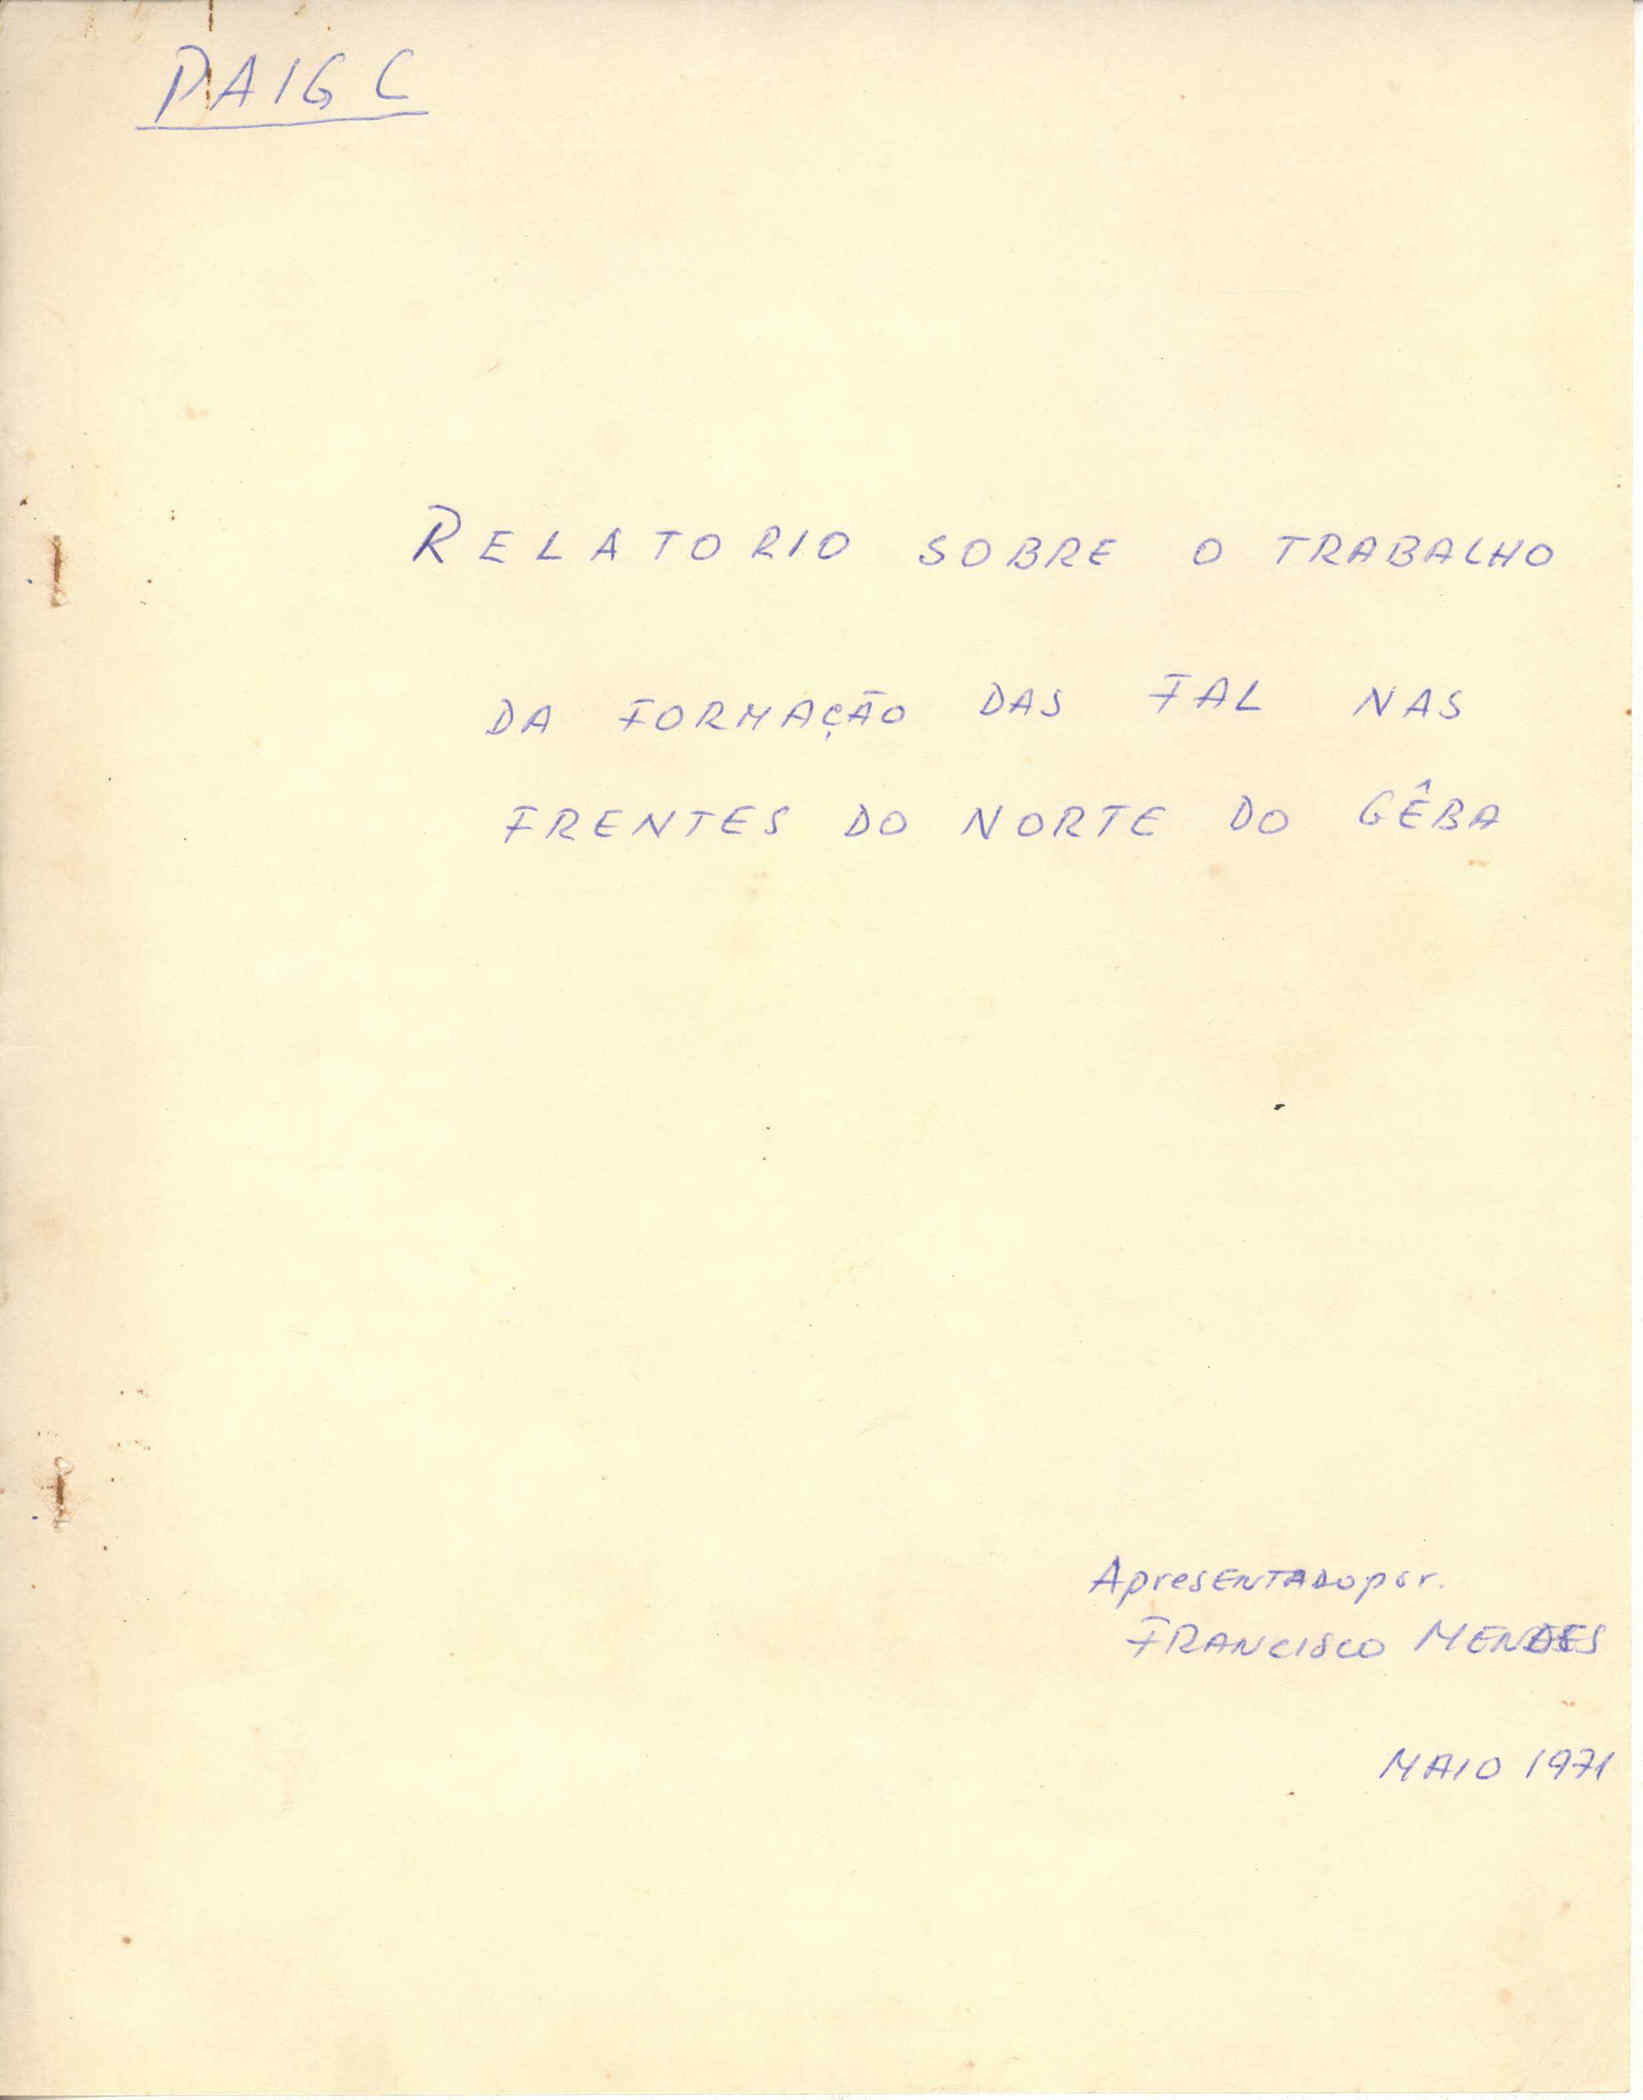 PAIGC
RELATORIO SOBRE O TRABALHO
DA FORMAÇÃO DAS FAL NAS
FRENTES DO NORTE DO GÊBA
Apresentado por.
FRANCISCO MENDES
MAIO 1971